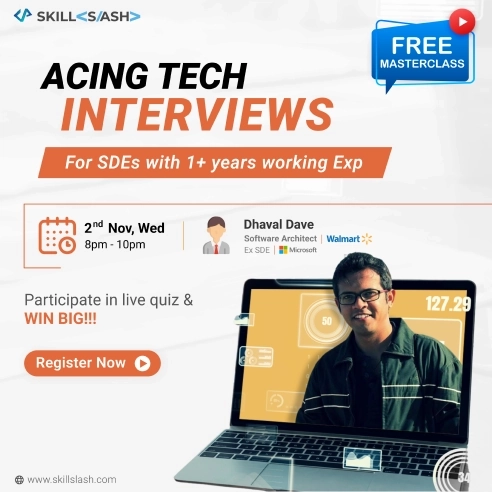 SKILL<S/ASH>
FREE
MASTERCLASS
ACING TECH
INTERVIEWS
For SDEs with 1+ years working Exp
2nd Nov, Wed
8pm - 10pm
Dhaval Dave
Software Architect | Walmart
Ex SDE | Microsoft
Participate in live quiz &
WIN BIG!!!
Register Now
127.29
50
www.skillslash.com